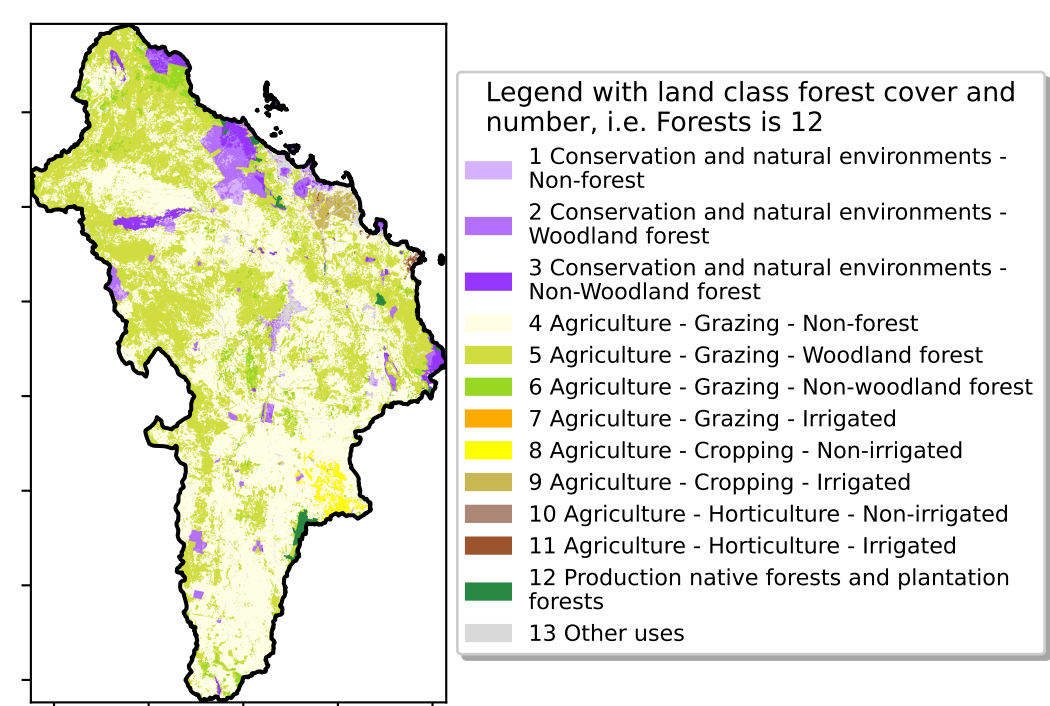 Legend with land class forest cover and
number, i.e. Forests is 12
1 Conservation and natural environments -
Non-forest
2 Conservation and natural environments -
Woodland forest
3 Conservation and natural environments -
Non-Woodland forest
4 Agriculture - Grazing - Non-forest
5 Agriculture - Grazing - Woodland forest
6 Agriculture - Grazing - Non-woodland forest
7 Agriculture - Grazing - Irrigated
8 Agriculture - Cropping - Non-irrigated
9 Agriculture - Cropping - Irrigated
10 Agriculture - Horticulture - Non-irrigated
11 Agriculture - Horticulture - Irrigated
12 Production native forests and plantation
forests
13 Other uses